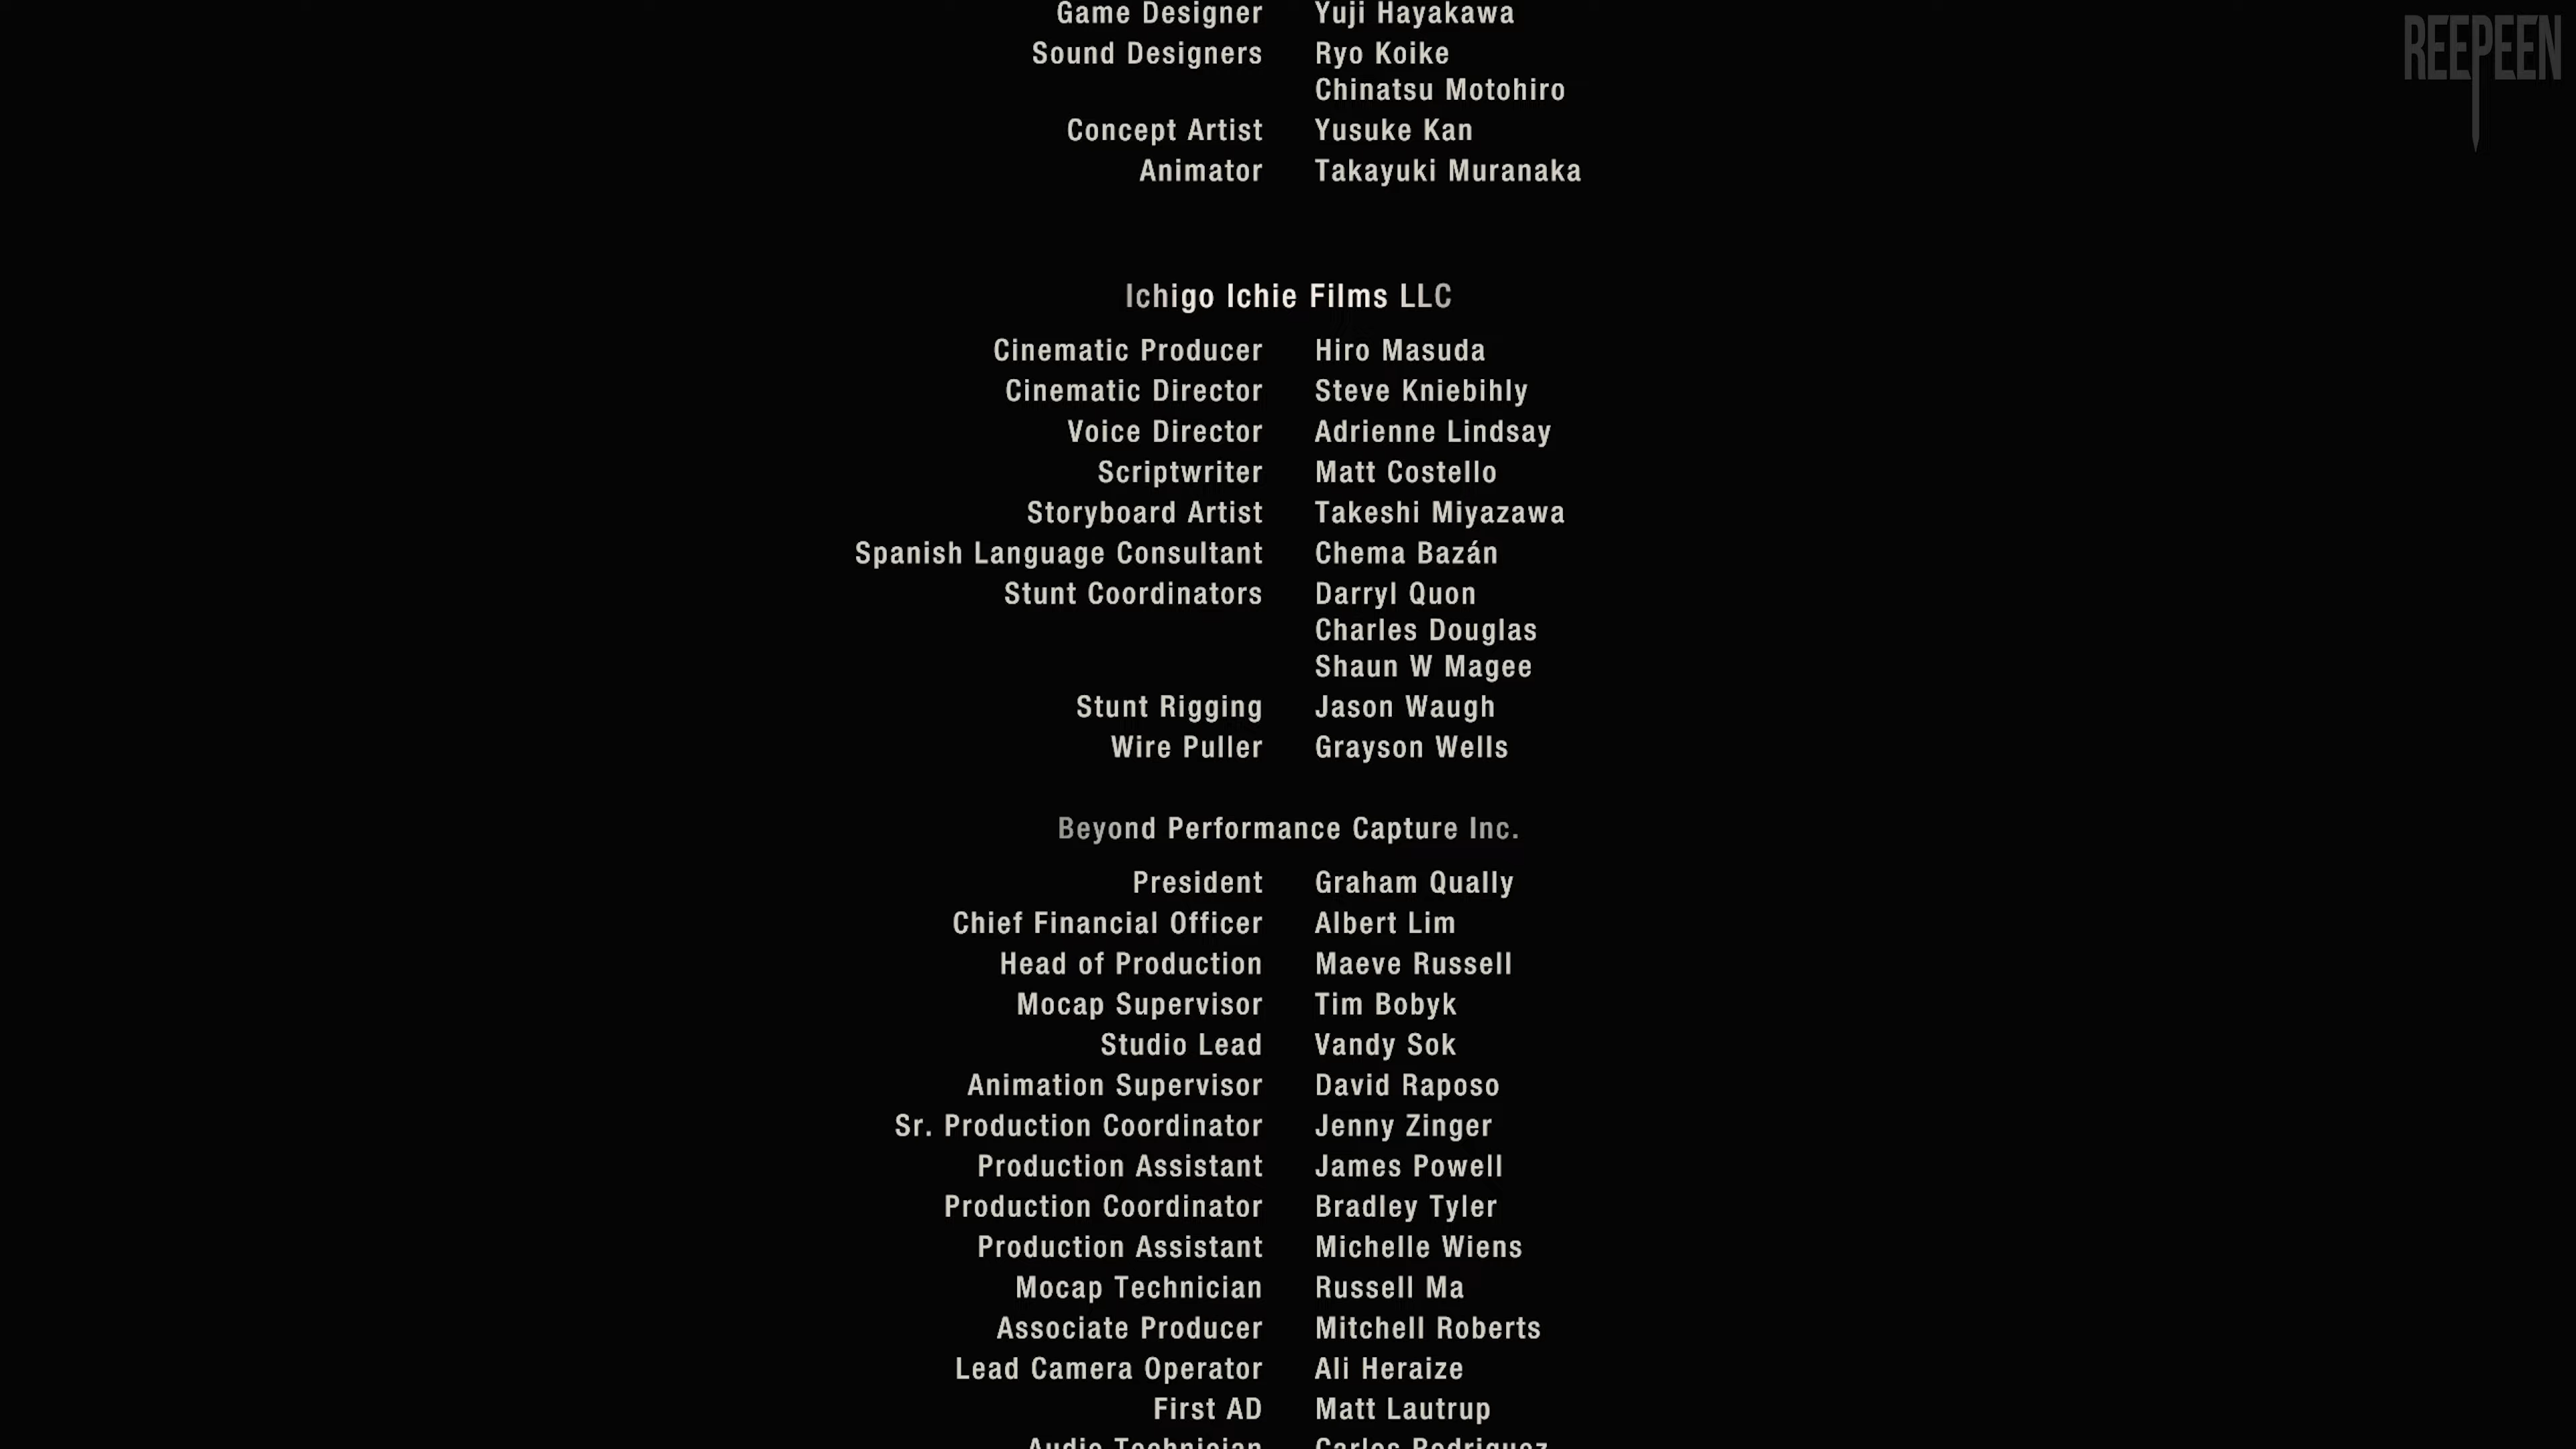 Game Designer Yuji Hayakawa
REEPEEN
Sound Designers Ryo Koike
Chinatsu Motohiro
Concept Artist Yusuke Kan
Animator Takayuki Muranaka
Ichigo Ichie Films LLC
Cinematic Producer Hiro Masuda
Cinematic Director Steve Kniebihly
Voice Director Adrienne Lindsay
Scriptwriter Matt Costello
Storyboard Artist Takeshi Miyazawa
Spanish Language Consultant Chema Bazán
Stunt Coordinators Darryl Quon
Charles Douglas
Shaun W Magee
Stunt Rigging Jason Waugh
Wire Puller Grayson Wells
Beyond Performance Capture Inc.
President Graham Qually
Chief Financial Officer Albert Lim
Head of Production Maeve Russell
Mocap Supervisor Tim Bobyk
Studio Lead Vandy Sok
Animation Supervisor David Raposo
Sr. Production Coordinator Jenny Zinger
Production Assistant James Powell
Production Coordinator Bradley Tyler
Production Assistant Michelle Wiens
Mocap Technician Russell Ma
Associate Producer Mitchell Roberts
Lead Camera Operator Ali Heraize
First AD Matt Lautrup
Audio Technician Carlos Rodriguez